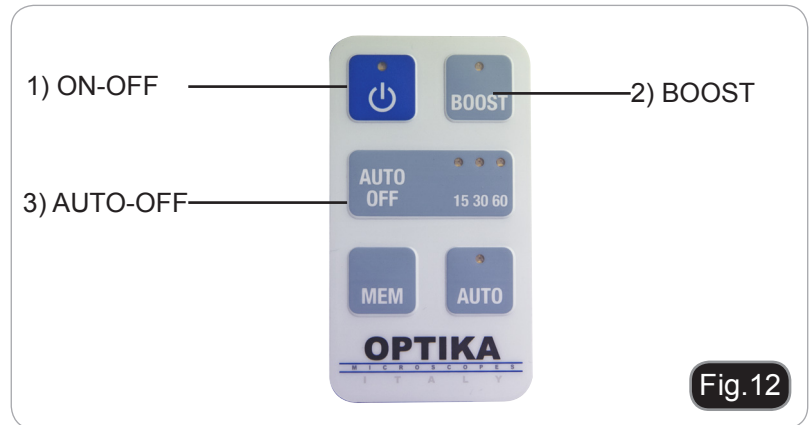 1) ON-OFF
2) BOOST
BOOST
3) AUTO-OFF
AUTO
OFF
15 30 60
MEM
AUTO
OPTIKA
MICROSCOPES
ITALY
Fig.12